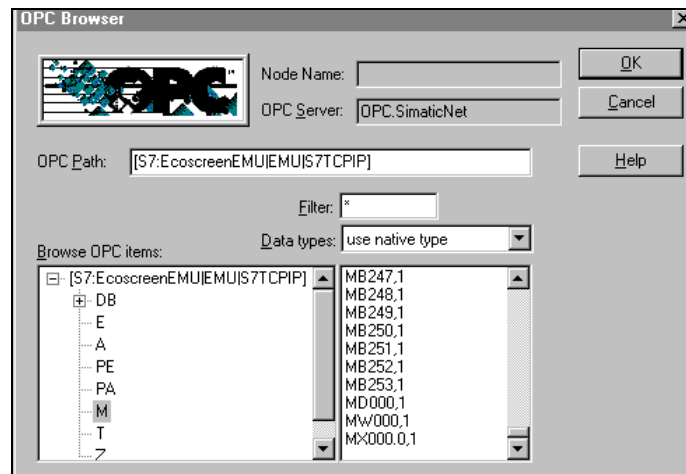 OPC Browser
OPC
Node Name:
OK
OPC Server: OPC.SimaticNet
Cancel
OPC Path: [S7:EcoscreenEMU|EMU|S7TCPIP]
Help
Filter: *
Data types: use native type
Browse OPC items:
[S7:EcoscreenEMU|EMU|S7TCPIP]
DB
E
A
PE
PA
M
T
Z
MB247,1
MB248,1
MB249,1
MB250,1
MB251,1
MB252,1
MB253,1
MD000,1
MW000,1
MX000.0,1